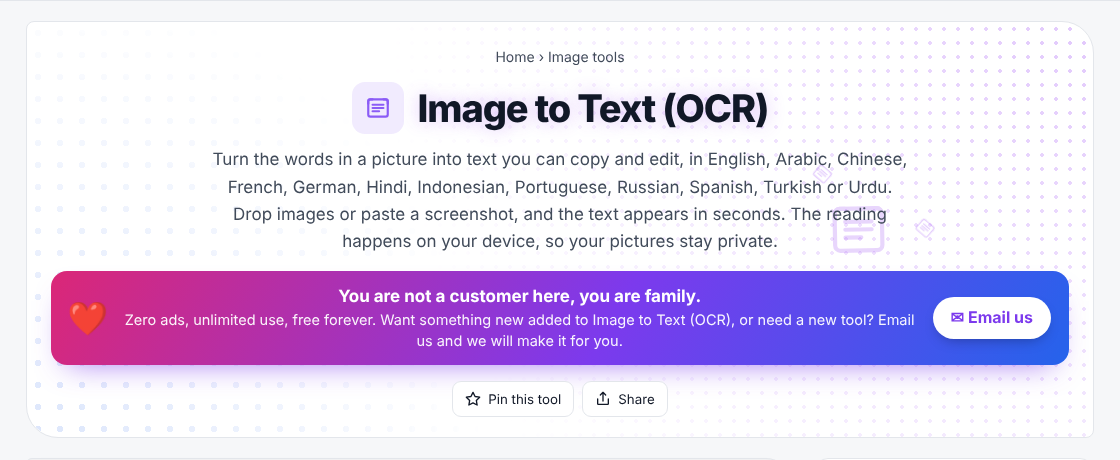 Home › Image tools
Image to Text (OCR)
Turn the words in a picture into text you can copy and edit, in English, Arabic, Chinese,
French, German, Hindi, Indonesian, Portuguese, Russian, Spanish, Turkish or Urdu.
Drop images or paste a screenshot, and the text appears in seconds. The reading
happens on your device, so your pictures stay private.
You are not a customer here, you are family.
Zero ads, unlimited use, free forever. Want something new added to Image to Text (OCR), or need a new tool? Email
us and we will make it for you.
✉ Email us
Pin this tool
Share